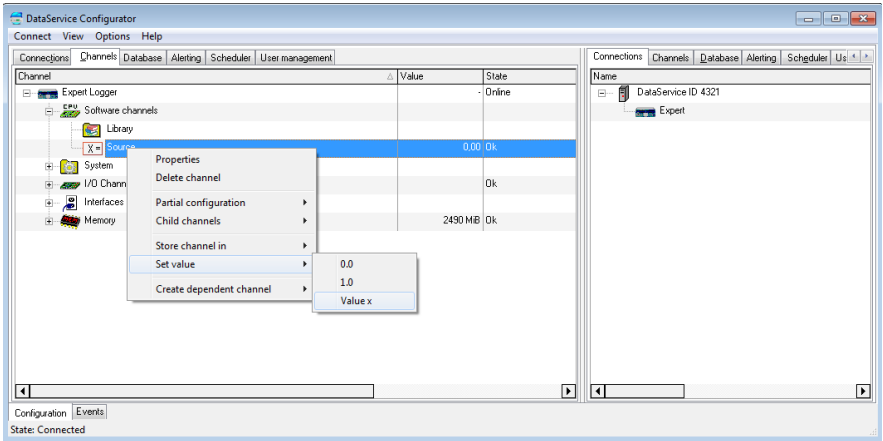 DataService Configurator
Connect View Options Help
Connections Channels Database Alerting Scheduler User management
Channel Value State
Expert Logger - Online
CPU
Software channels
Library
X = Source 0,00 Ok
System
I/O Chann Ok
Interfaces
Memory 2490 MiB Ok
Properties
Delete channel
Partial configuration
Child channels
Store channel in
Set value
Create dependent channel
0.0
1.0
Value x
Connections Channels Database Alerting Scheduler Us
Name
DataService ID 4321
Expert
Configuration Events
State: Connected